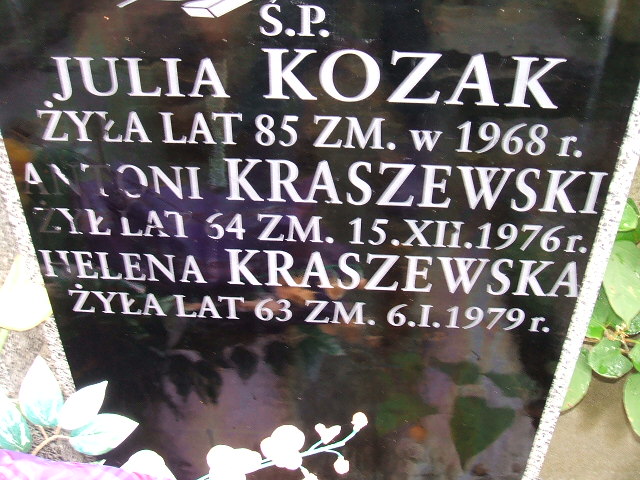 Ś.P.
JULIA KOZAK
ŻYŁA LAT 85 ZM. w 1968 r.
ANTONI KRASZEWSKI
ŻYŁ LAT 64 ZM. 15.XII.1976 r.
HELENA KRASZEWSKA
ŻYŁA LAT 63 ZM. 6.I.1979 r.